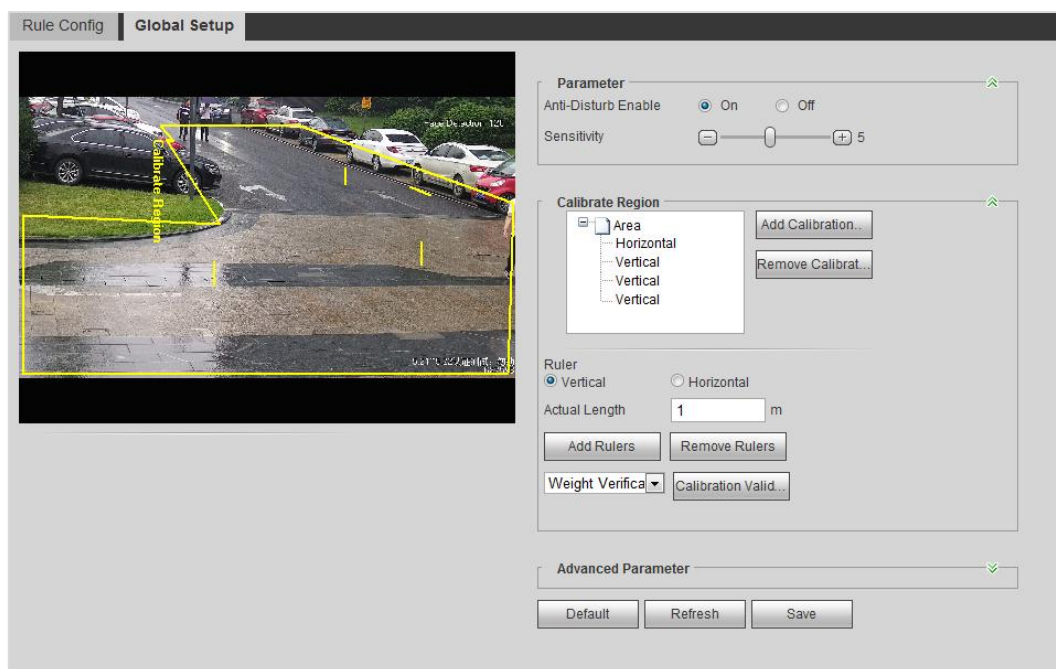 Rule Config Global Setup
Calibrate Region
Parameter
Anti-Disturb Enable On Off
Sensitivity 5
Calibrate Region
Area
Horizontal
Vertical
Vertical
Vertical
Add Calibration..
Remove Calibrat...
Ruler
Vertical Horizontal
Actual Length 1 m
Add Rulers Remove Rulers
Weight Verifica Calibration Valid...
Advanced Parameter
Default Refresh Save